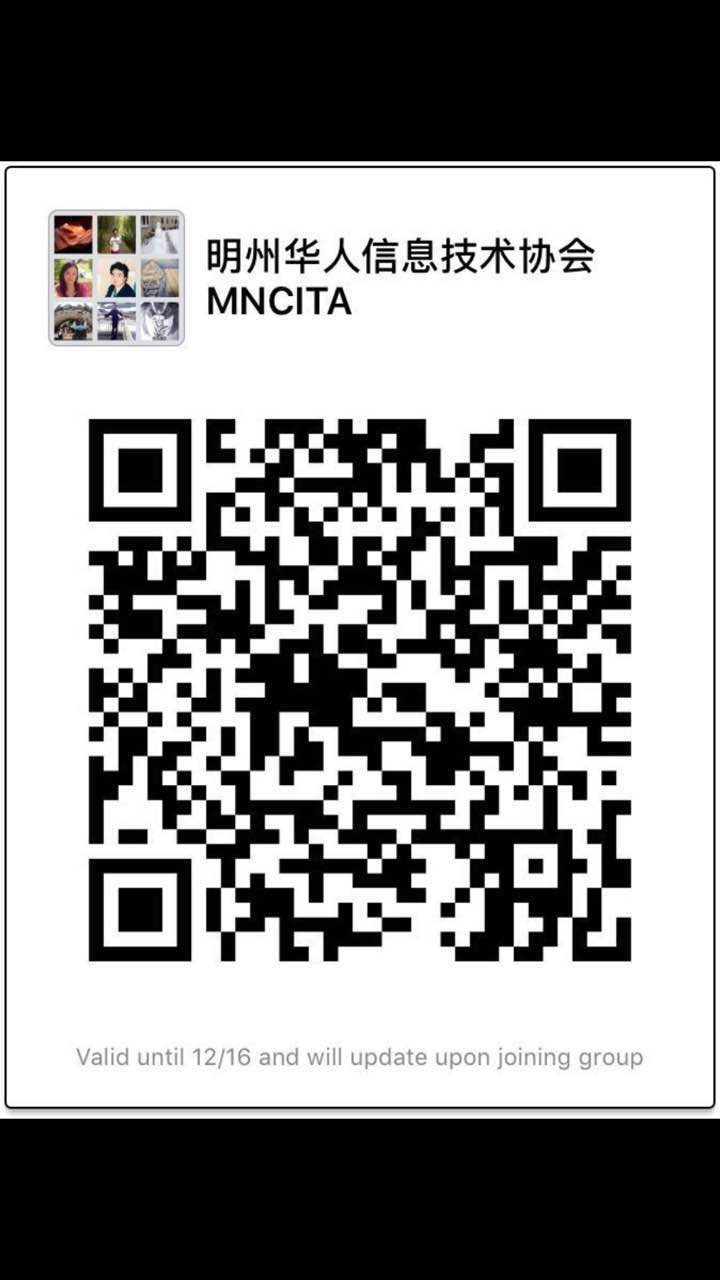 明州华人信息技术协会
MNCITA
Valid until 12/16 and will update upon joining group